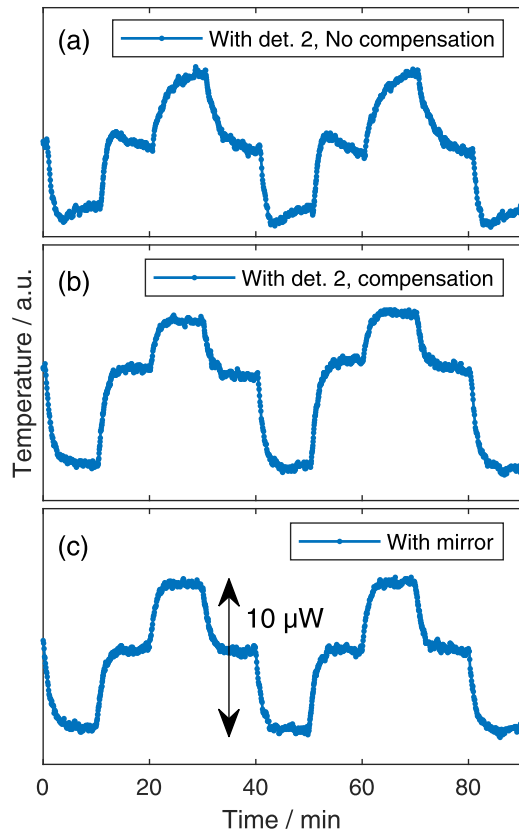 (a)
With det. 2, No compensation
(b)
With det. 2, compensation
Temperature / a.u.
(c)
With mirror
10 μW
0 20 40 60 80
Time / min